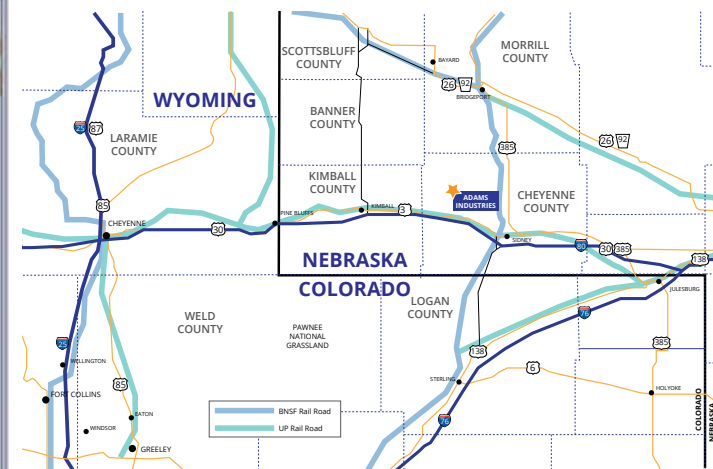 SCOTTSBLUFF
COUNTY
MORRILL
COUNTY
BAYARD
26
92
BRIDGEPORT
WYOMING
BANNER
COUNTY
25
87
LARAMIE
COUNTY
26
92
385
KIMBALL
COUNTY
85
ADAMS
INDUSTRIES
CHEYENNE
COUNTY
CHEYENNE
PINE BLUFFS
KIMBALL
3
30
SIDNEY
80
30
385
138
NEBRASKA
COLORADO
JULESBURG
WELD
COUNTY
LOGAN
COUNTY
PAWNEE
NATIONAL
GRASSLAND
76
25
138
385
WELLINGTON
6
85
STERLING
HOLYOKE
FORT COLLINS
COLORADO
NEBRASKA
BNSF Rail Road
UP Rail Road
EATON
WINDSOR
76
GREELEY